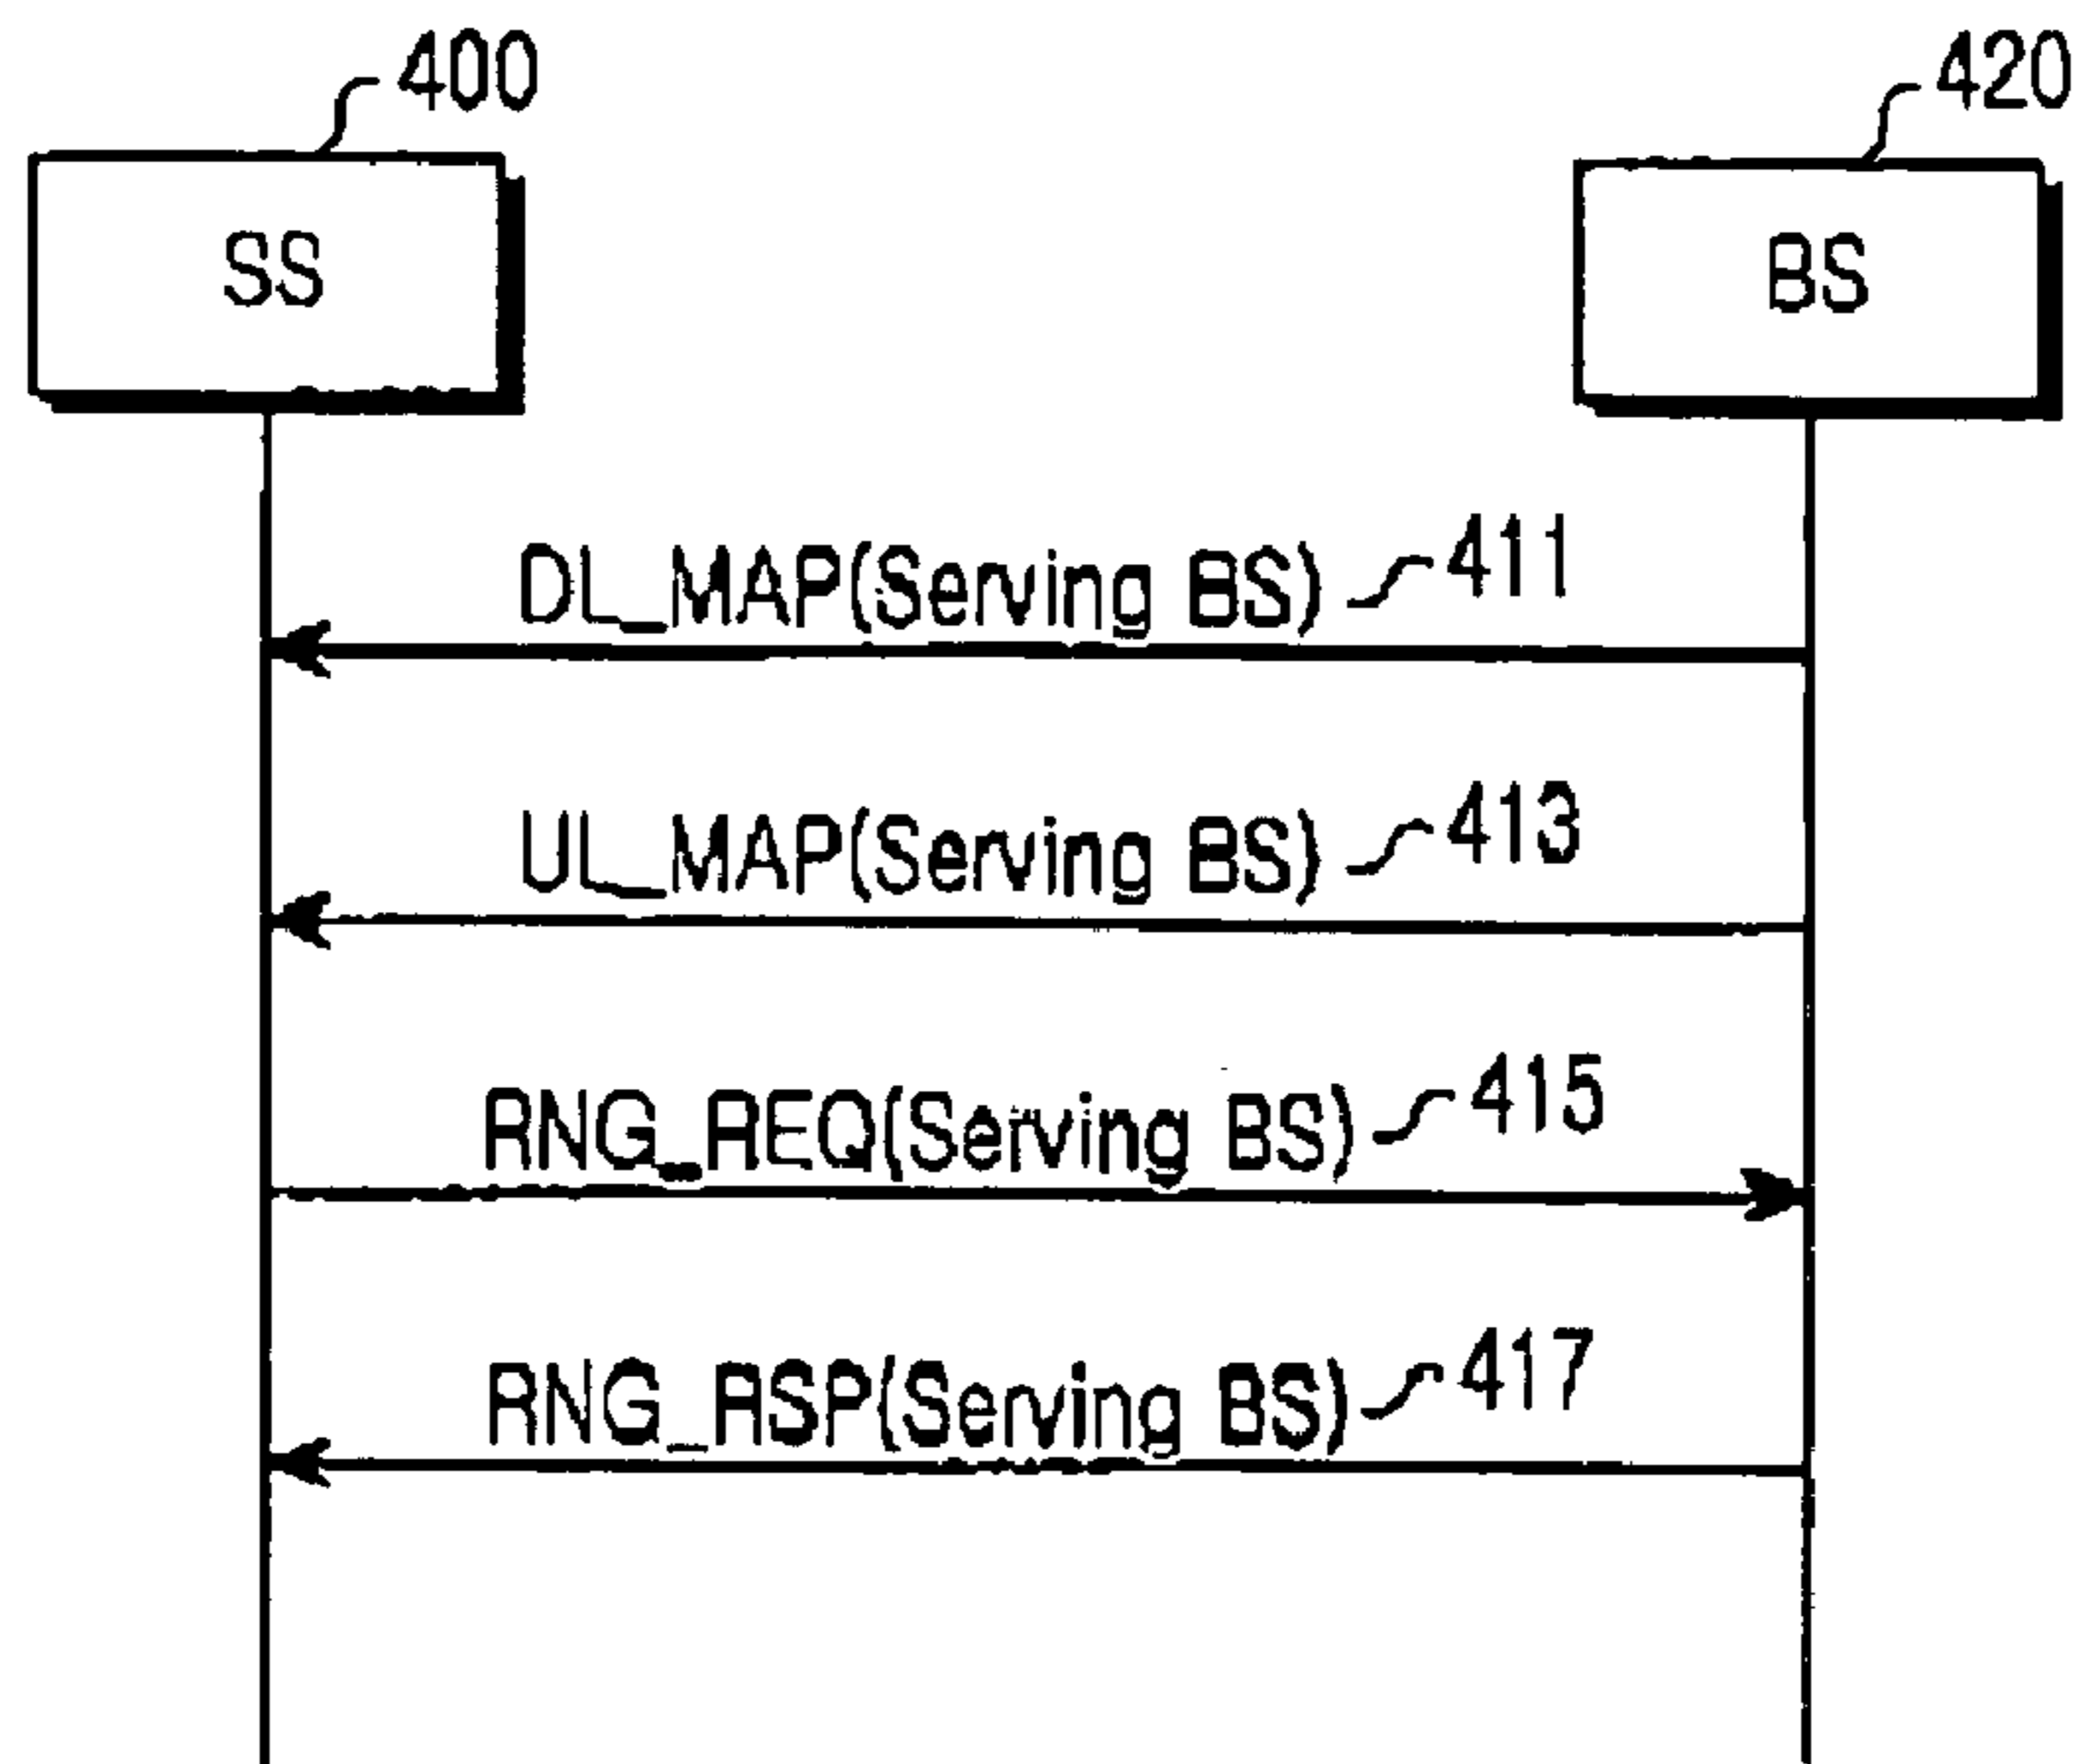 400
420
SS
BS
DL_MAP(Serving BS) 411
UL_MAP(Serving BS) 413
RNG_REQ(Serving BS) 415
RNG_RSP(Serving BS) 417